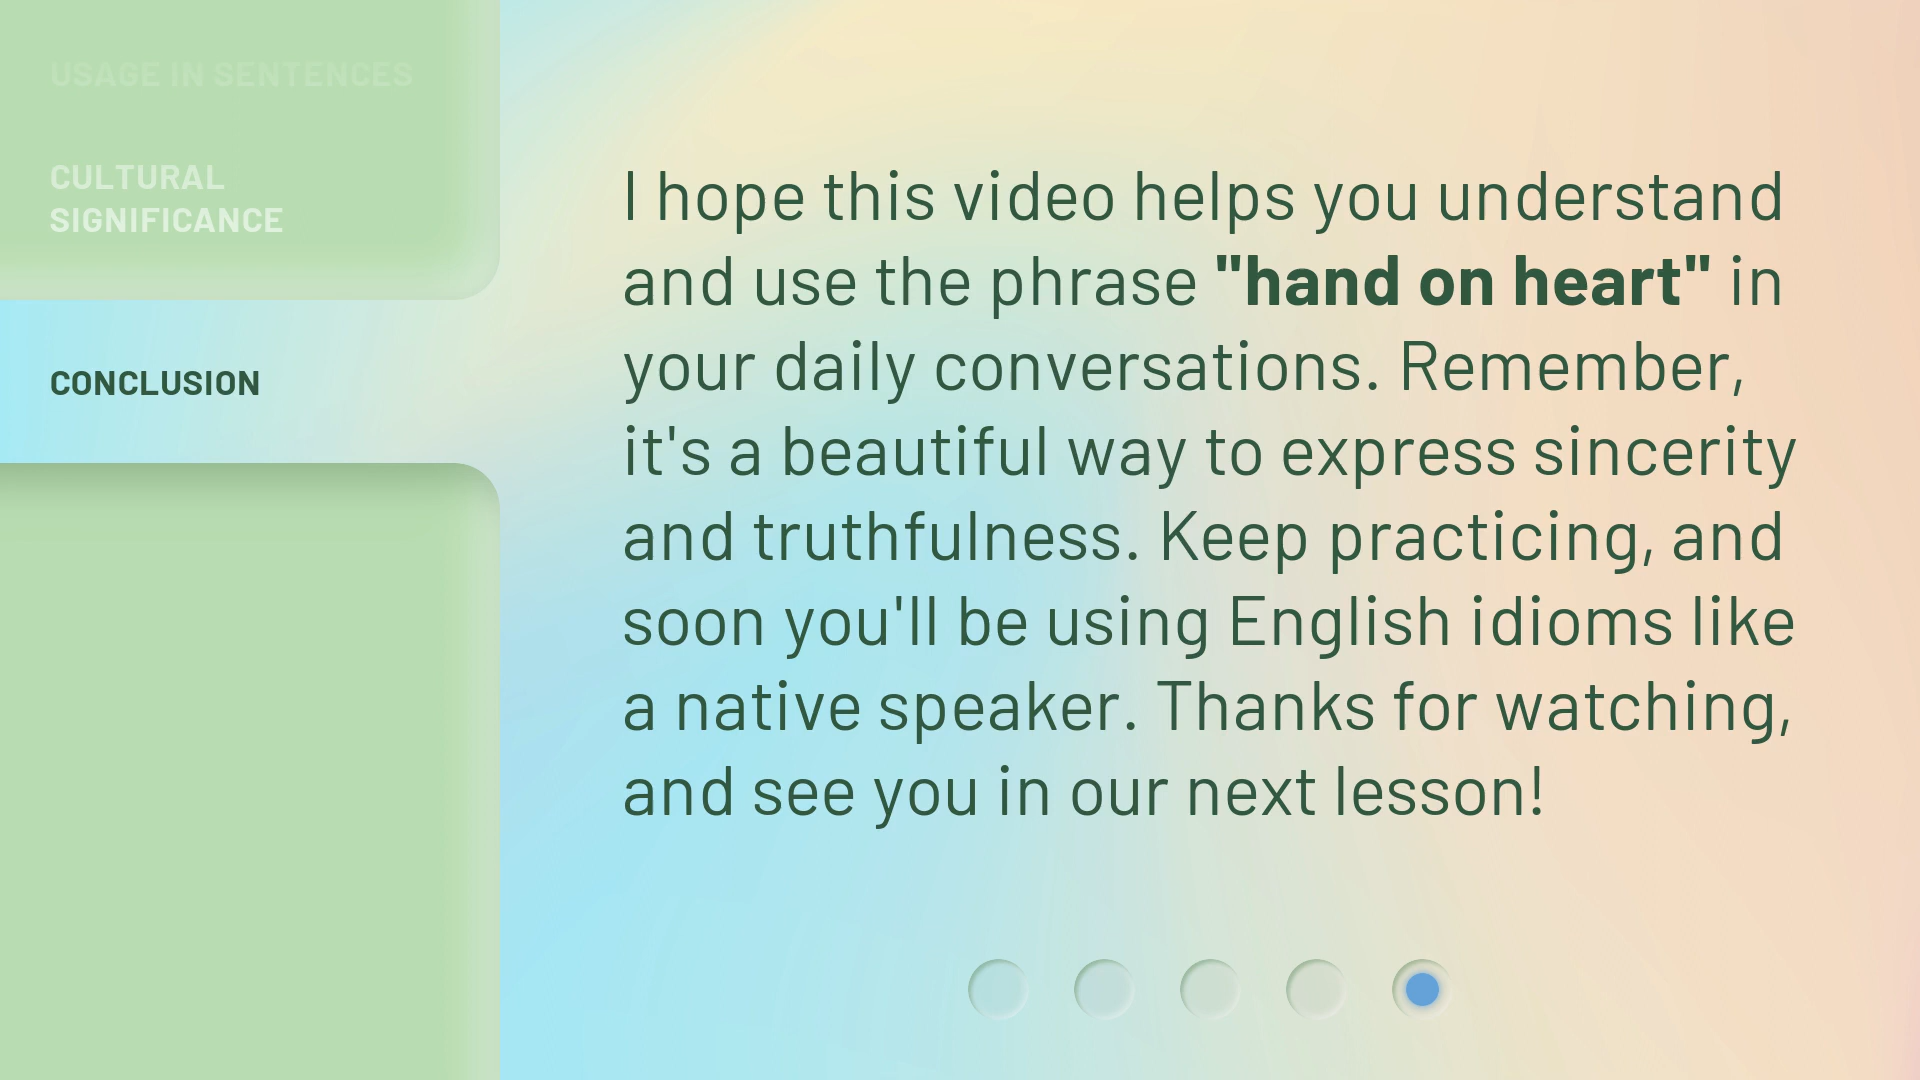 USAGE IN SENTENCES
CULTURAL
SIGNIFICANCE
CONCLUSION
I hope this video helps you understand
and use the phrase "hand on heart" in
your daily conversations. Remember,
it's a beautiful way to express sincerity
and truthfulness. Keep practicing, and
soon you'll be using English idioms like
a native speaker. Thanks for watching,
and see you in our next lesson!